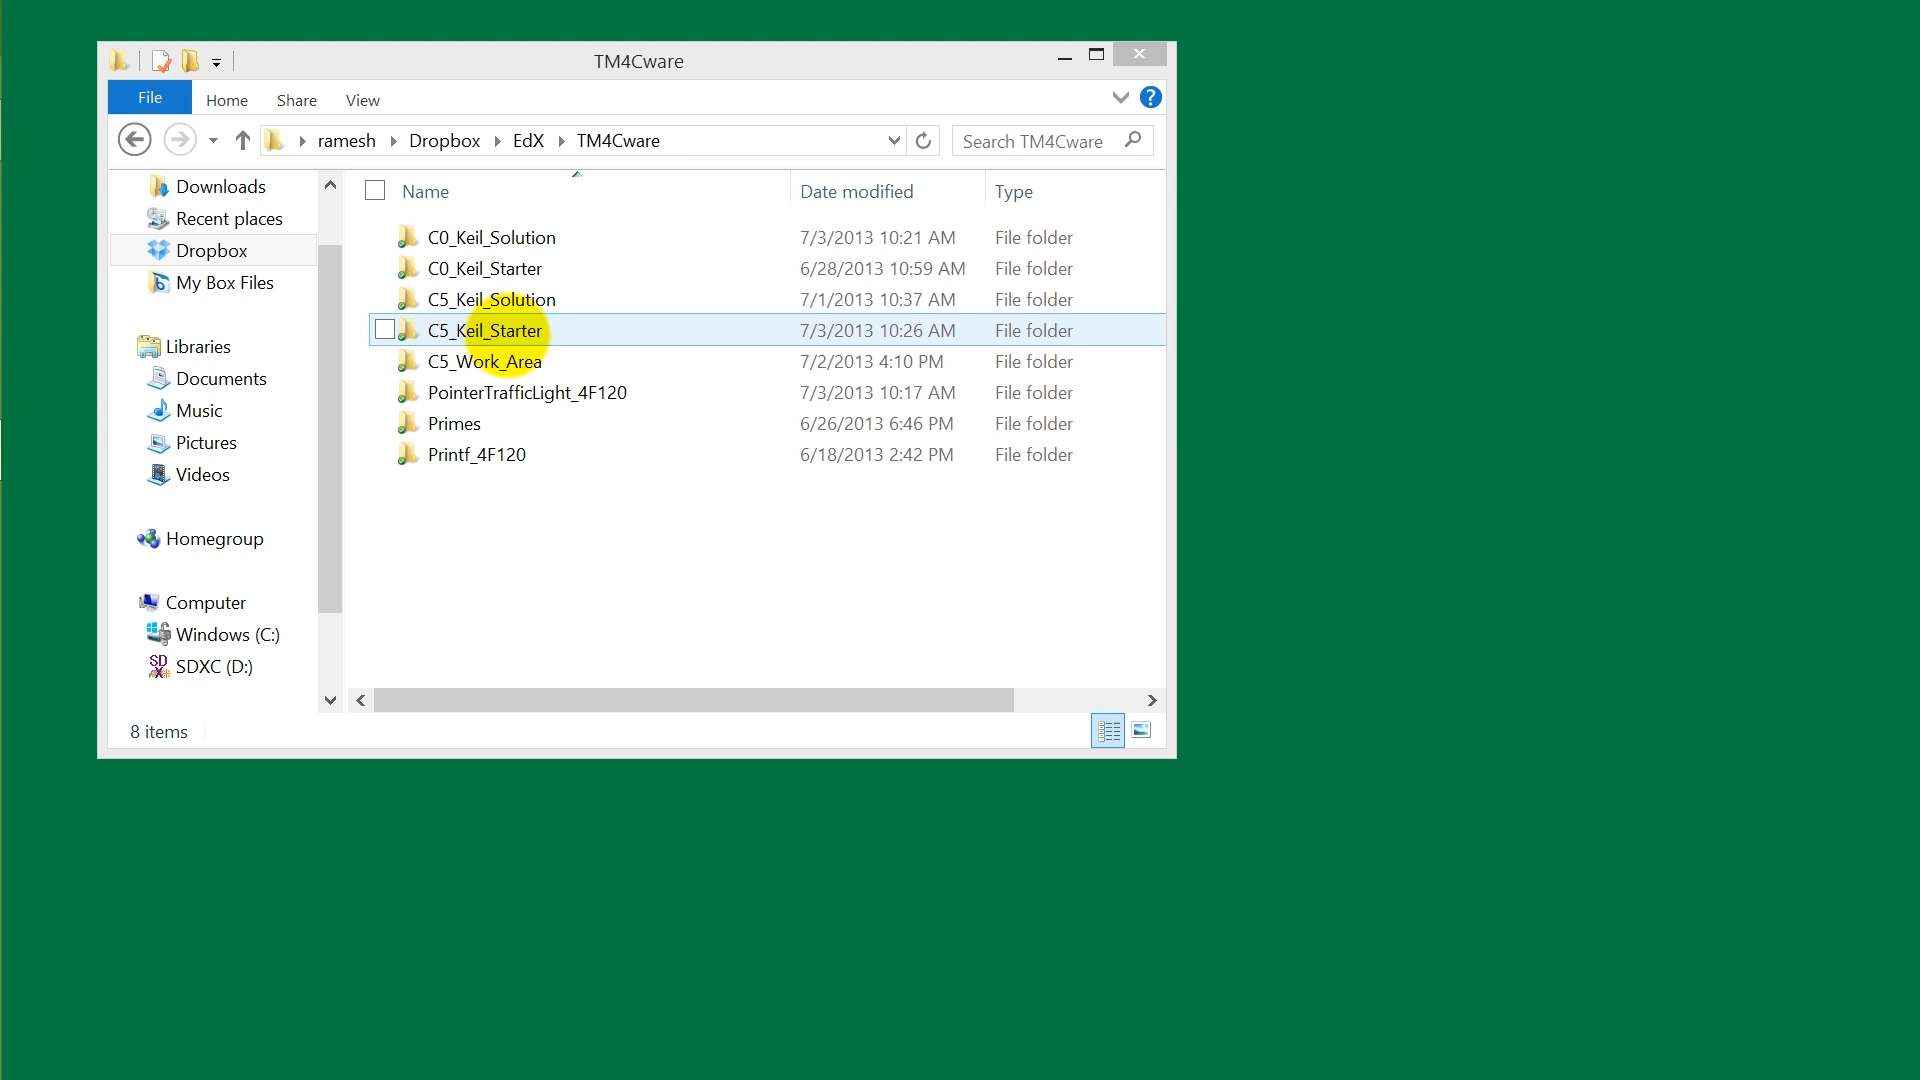 TM4Cware
File Home Share View ?
ramesh Dropbox EdX TM4Cware Search TM4Cware
Downloads
Recent places
Dropbox
My Box Files
Libraries
Documents
Music
Pictures
Videos
Homegroup
Computer
Windows (C:)
SDXC (D:)
Name Date modified Type
C0_Keil_Solution 7/3/2013 10:21 AM File folder
C0_Keil_Starter 6/28/2013 10:59 AM File folder
C5_Keil_Solution 7/1/2013 10:37 AM File folder
C5_Keil_Starter 7/3/2013 10:26 AM File folder
C5_Work_Area 7/2/2013 4:10 PM File folder
PointerTrafficLight_4F120 7/3/2013 10:17 AM File folder
Primes 6/26/2013 6:46 PM File folder
Printf_4F120 6/18/2013 2:42 PM File folder
8 items